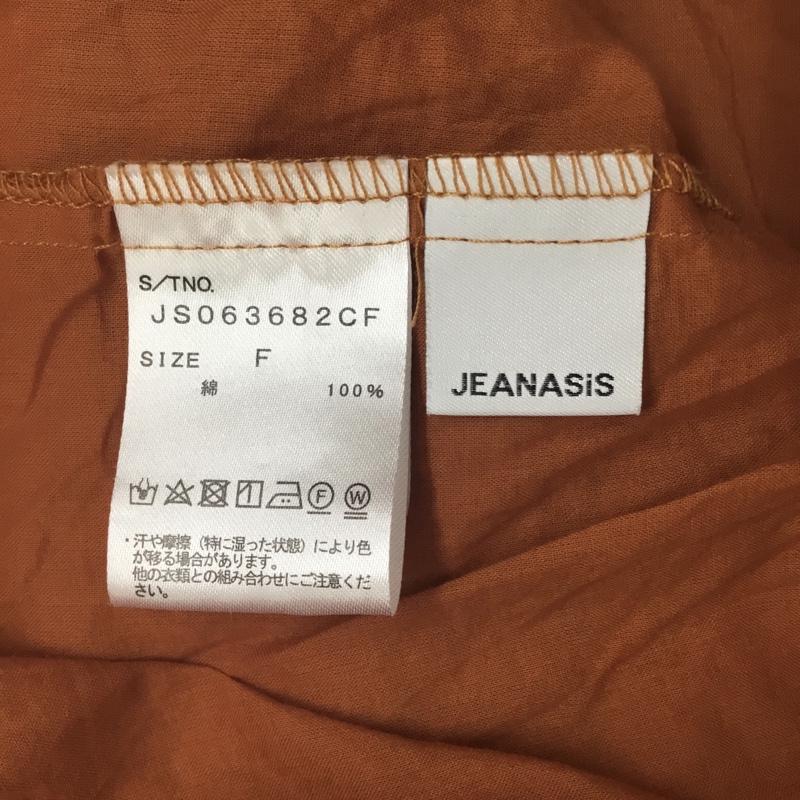 S/TNO.
JS063682CF
SIZE F
綿 100%
F W
・汗や摩擦（特に湿った状態）により色
が移る場合があります。
他の衣類との組み合わせにご注意くだ
さい。
JEANASiS